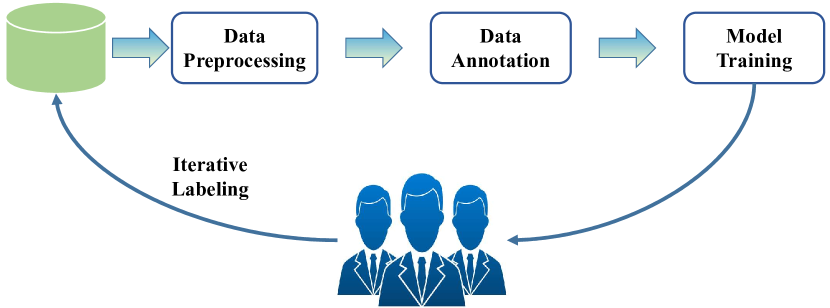 Data
Preprocessing
Data
Annotation
Model
Training
Iterative
Labeling